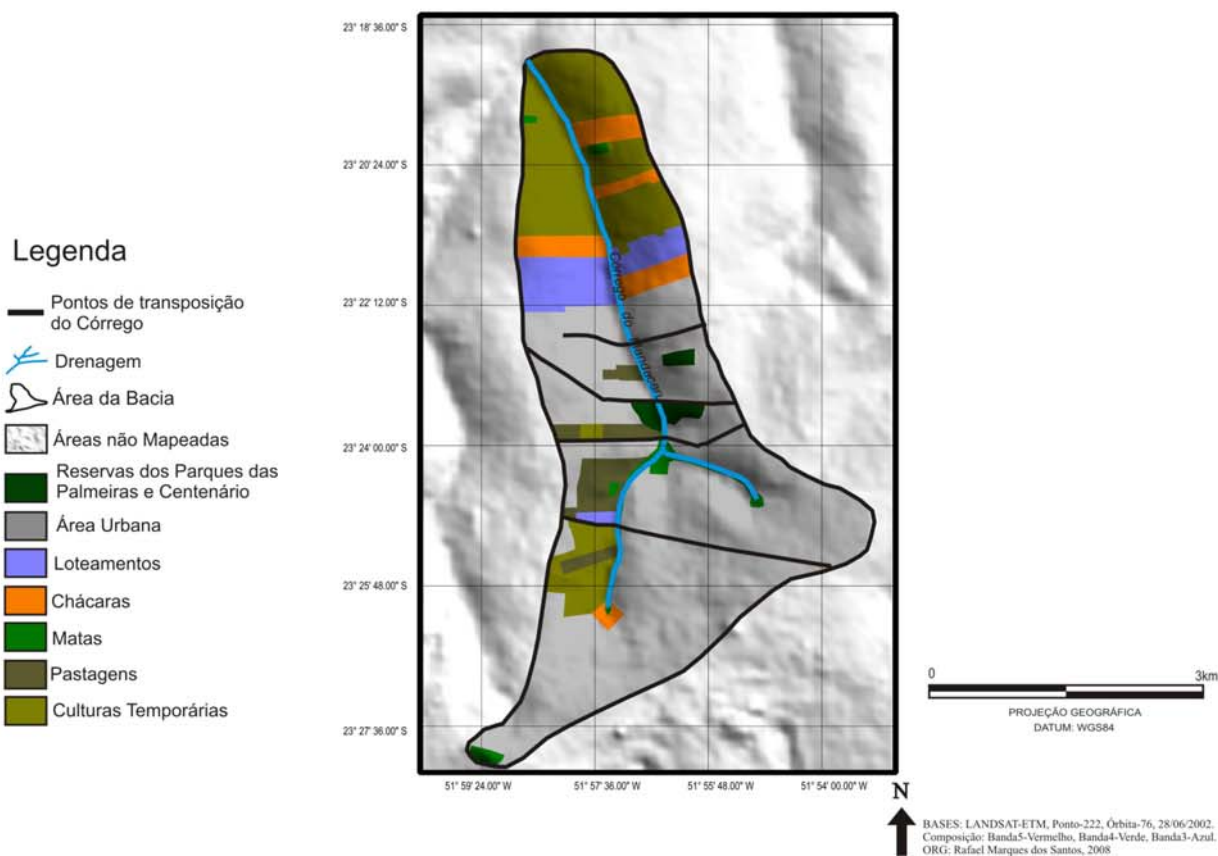 23° 18' 36.00" S
23° 20' 24.00" S
23° 22' 12.00" S
23° 24' 00.00" S
23° 25' 48.00" S
23° 27' 36.00" S
51° 59' 24.00" W
51° 57' 36.00" W
51° 55' 48.00" W
51° 54' 00.00" W
Córrego do Mandacaru
Legenda
Pontos de transposição
do Córrego
Drenagem
Área da Bacia
Áreas não Mapeadas
Reservas dos Parques das
Palmeiras e Centenário
Área Urbana
Loteamentos
Chácaras
Matas
Pastagens
Culturas Temporárias
0
3km
PROJEÇÃO GEOGRÁFICA
DATUM: WGS84
N
BASES: LANDSAT-ETM, Ponto-222, Órbita-76, 28/06/2002.
Composição: Banda5-Vermelho, Banda4-Verde, Banda3-Azul.
ORG: Rafael Marques dos Santos, 2008